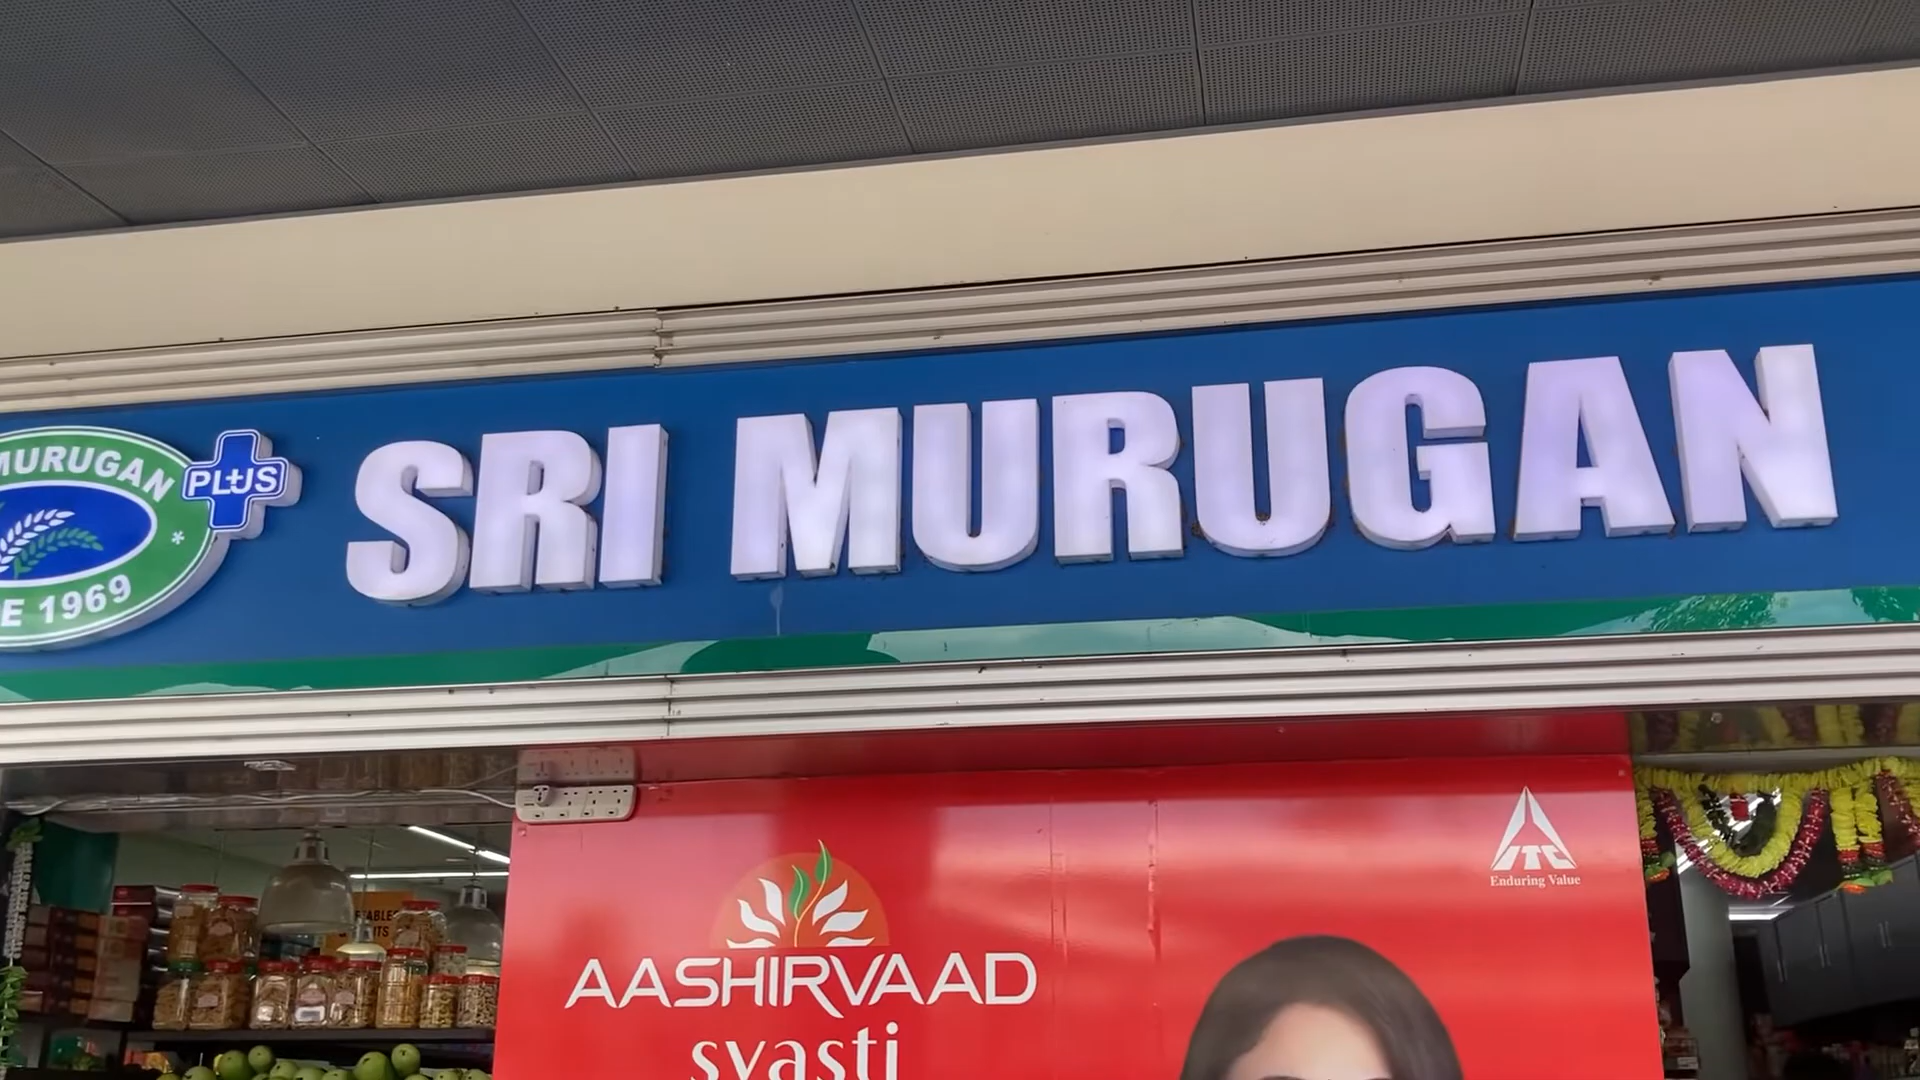 MURUGAN
PLUS
E 1969
SRI MURUGAN
ITC
Enduring Value
AASHIRVAAD
svasti